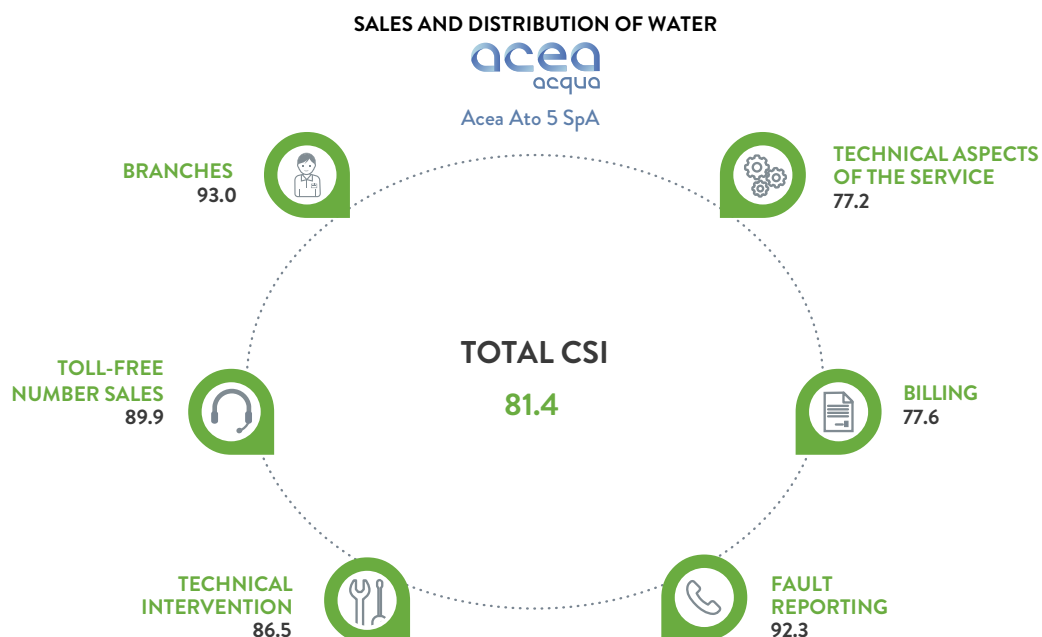 SALES AND DISTRIBUTION OF WATER
acea
acqua
Acea Ato 5 SpA
BRANCHES
93.0
TECHNICAL ASPECTS
OF THE SERVICE
77.2
TOLL-FREE
NUMBER SALES
89.9
TOTAL CSI
81.4
BILLING
77.6
TECHNICAL
INTERVENTION
86.5
FAULT
REPORTING
92.3